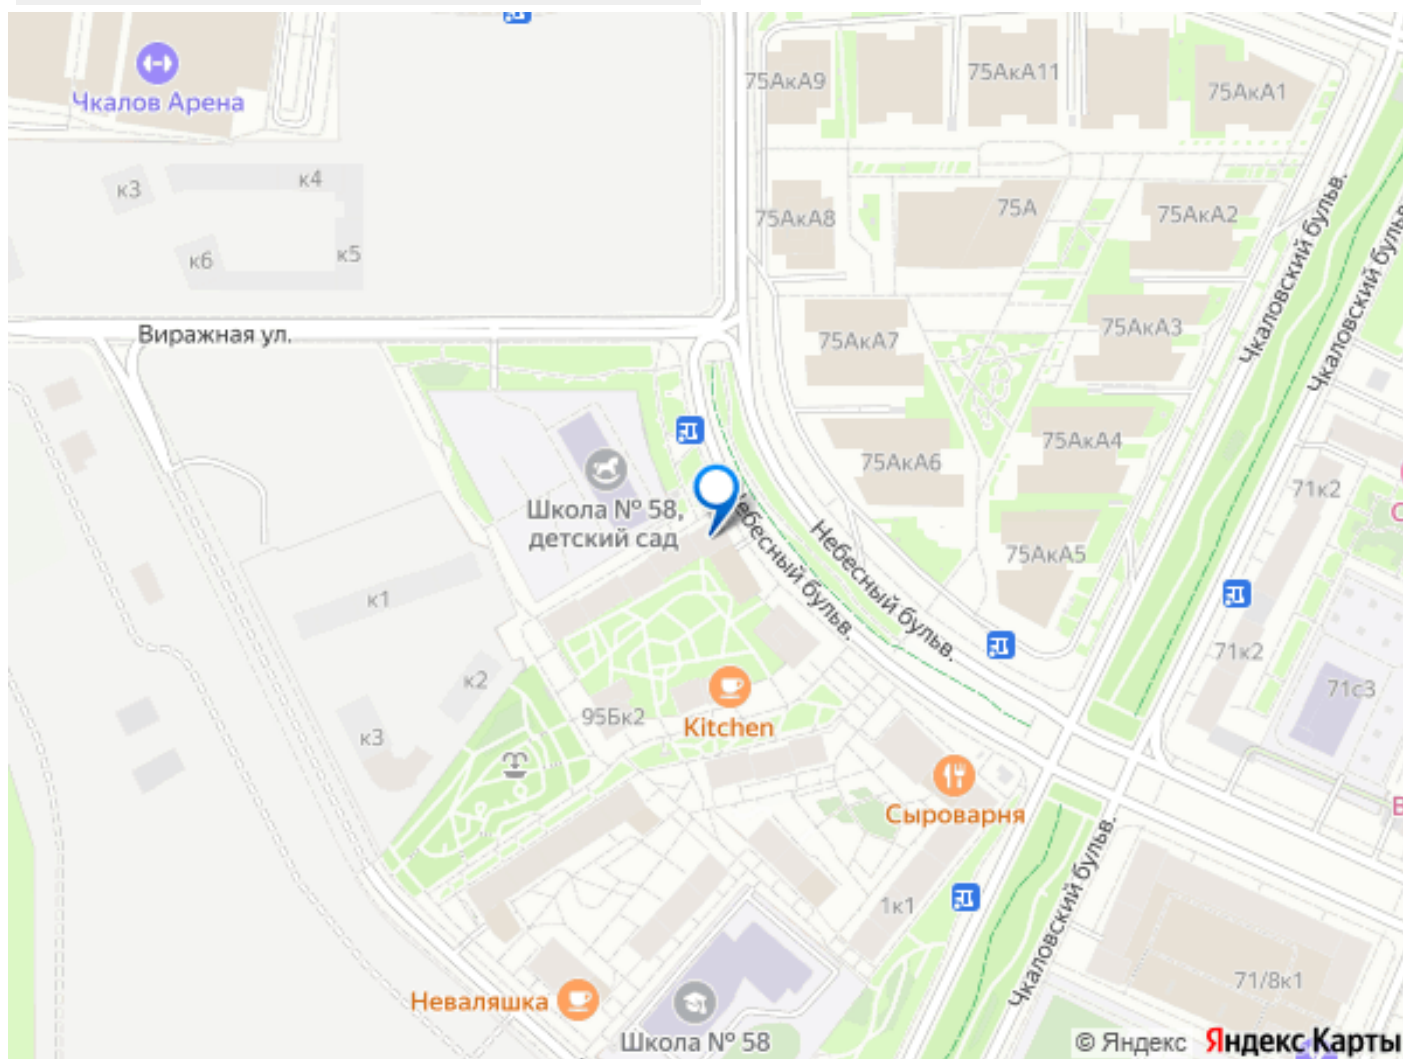 Чкалов Арена
75АкА9
75АкА11
75АкА1
к3
к4
к6
к5
75АкА8
75А
75АкА2
Чкаловский бульв.
Чкаловский бульв.
Виражная ул.
75АкА7
75АкА3
75АкА6
75АкА4
71к2
Школа № 58,
детский сад
Небесный бульв.
Небесный бульв.
75АкА5
к1
71к2
71с3
к2
95Бк2
к3
Kitchen
Сыроварня
1к1
Чкаловский бульв.
71/8к1
Неваляшка
Школа № 58
© Яндекс Яндекс Карты